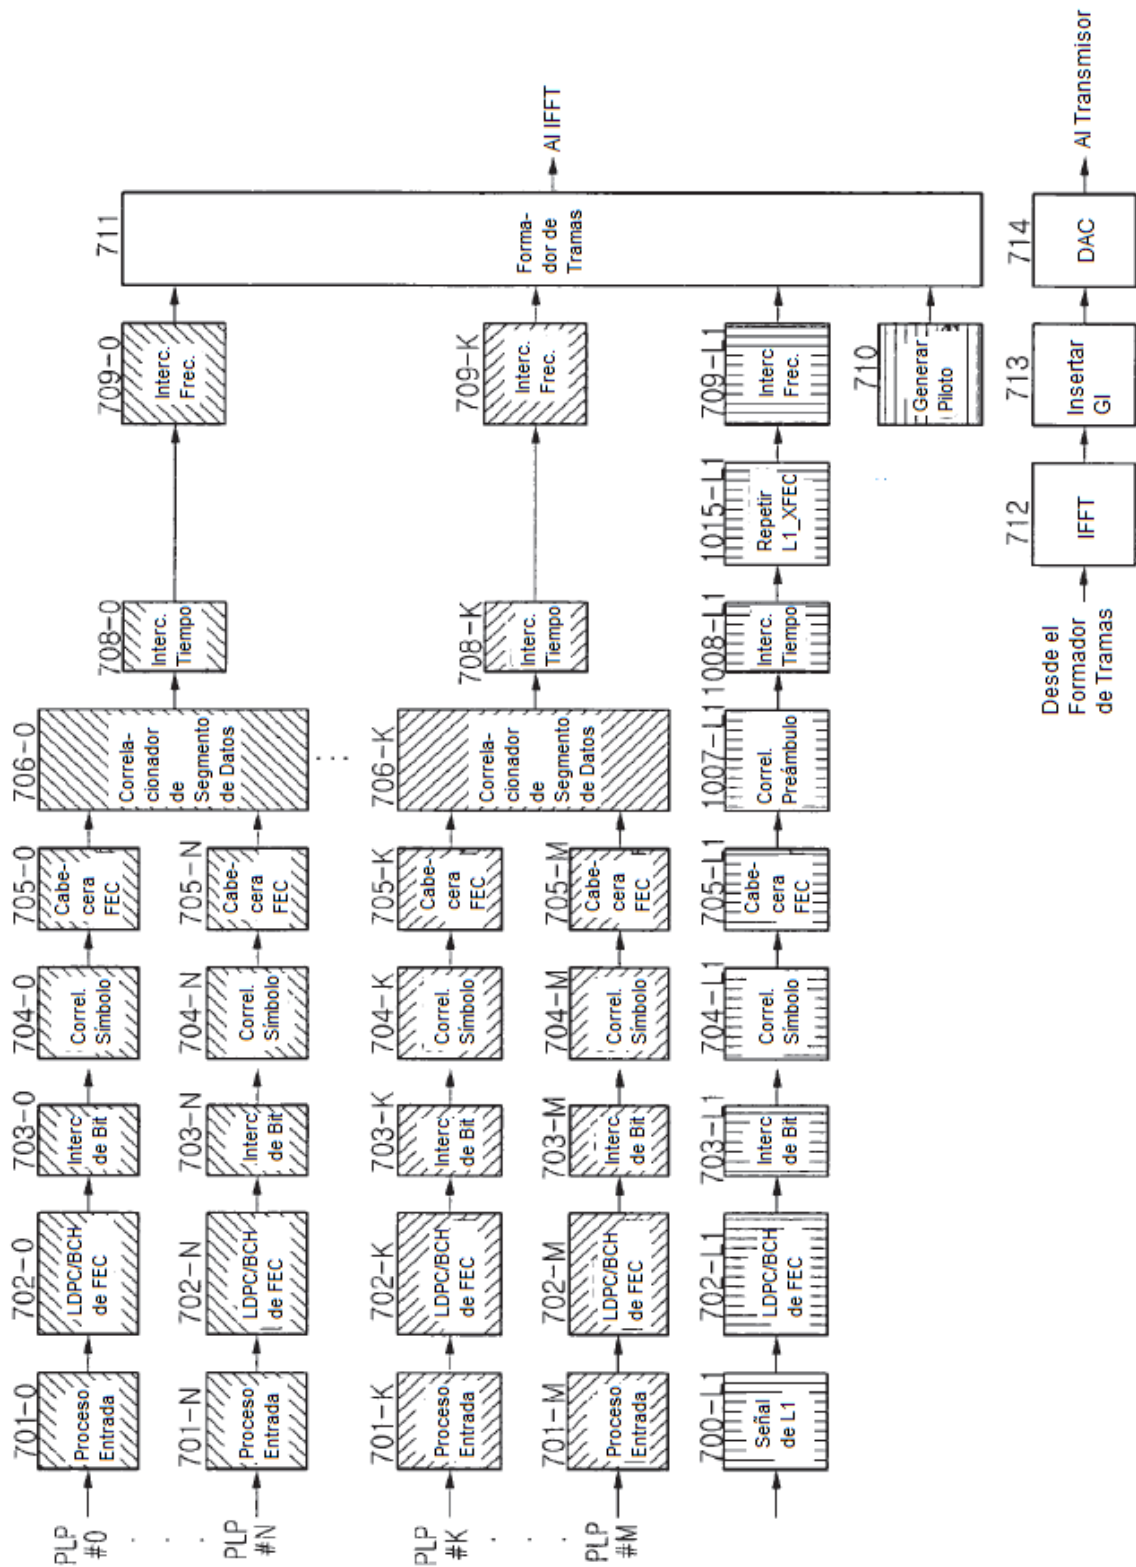 PLP
#0
701-0
Proceso
Entrada
702-0
LDPC/BCH
de FEC
703-0
Interc
de Bit
704-0
Correl.
Símbolo
705-0
Cabe-
cera
FEC
706-0
Correla-
cionador
de
Segmento
de Datos
708-0
Interc.
Tiempo
709-0
Interc.
Frec.
711
Forma-
dor de
Tramas
Al IFFT
PLP
#N
701-N
Proceso
Entrada
702-N
LDPC/BCH
de FEC
703-N
Interc
de Bit
704-N
Correl.
Símbolo
705-N
Cabe-
cera
FEC
PLP
#K
701-K
Proceso
Entrada
702-K
LDPC/BCH
de FEC
703-K
Interc
de Bit
704-K
Correl.
Símbolo
705-K
Cabe-
cera
FEC
706-K
Correla-
cionador
de
Segmento
de Datos
708-K
Interc.
Tiempo
709-K
Interc.
Frec.
PLP
#M
701-M
Proceso
Entrada
702-M
LDPC/BCH
de FEC
703-M
Interc
de Bit
704-M
Correl.
Símbolo
705-M
Cabe-
cera
FEC
700-L1
Señal
de L1
702-L1
LDPC/BCH
de FEC
703-L1
Interc
de Bit
704-L1
Correl.
Símbolo
705-L1
Cabe-
cera
FEC
1007-L1
Correl.
Preámbulo
1008-L1
Interc.
Tiempo
1015-L1
Repetir
L1_XFEC
709-L1
Interc
Frec.
710
Generar
Piloto
Desde el
Formador
de Tramas
712
IFFT
713
Insertar
GI
714
DAC
Al Transmisor